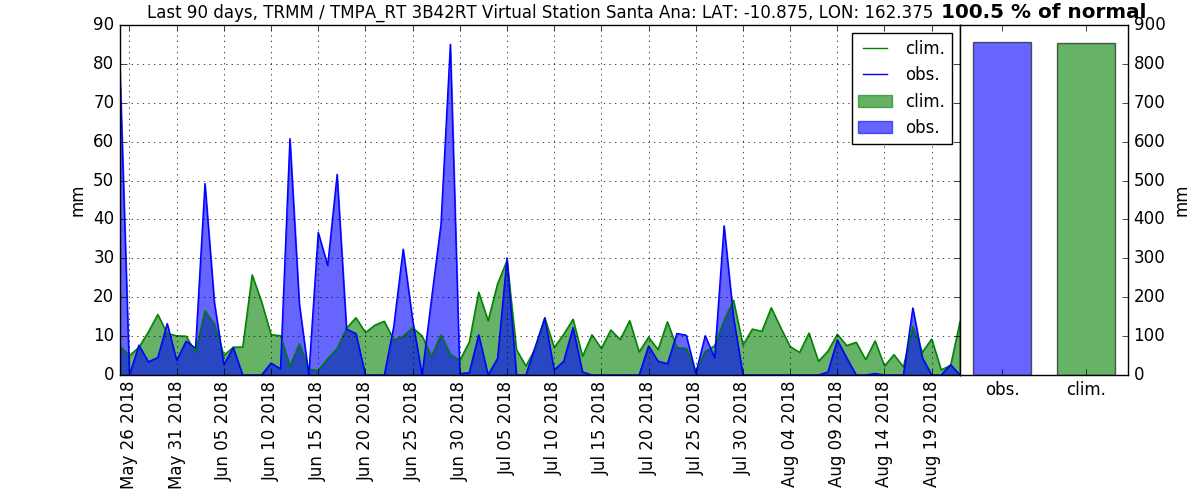 Last 90 days, TRMM / TMPA_RT 3B42RT Virtual Station Santa Ana: LAT: -10.875, LON: 162.375 100.5 % of normal
90
80
70
60
50
40
30
20
10
0
mm
clim.
obs.
clim.
obs.
May 26 2018
May 31 2018
Jun 05 2018
Jun 10 2018
Jun 15 2018
Jun 20 2018
Jun 25 2018
Jun 30 2018
Jul 05 2018
Jul 10 2018
Jul 15 2018
Jul 20 2018
Jul 25 2018
Jul 30 2018
Aug 04 2018
Aug 09 2018
Aug 14 2018
Aug 19 2018
900
800
700
600
500
400
300
200
100
0
mm
obs. clim.